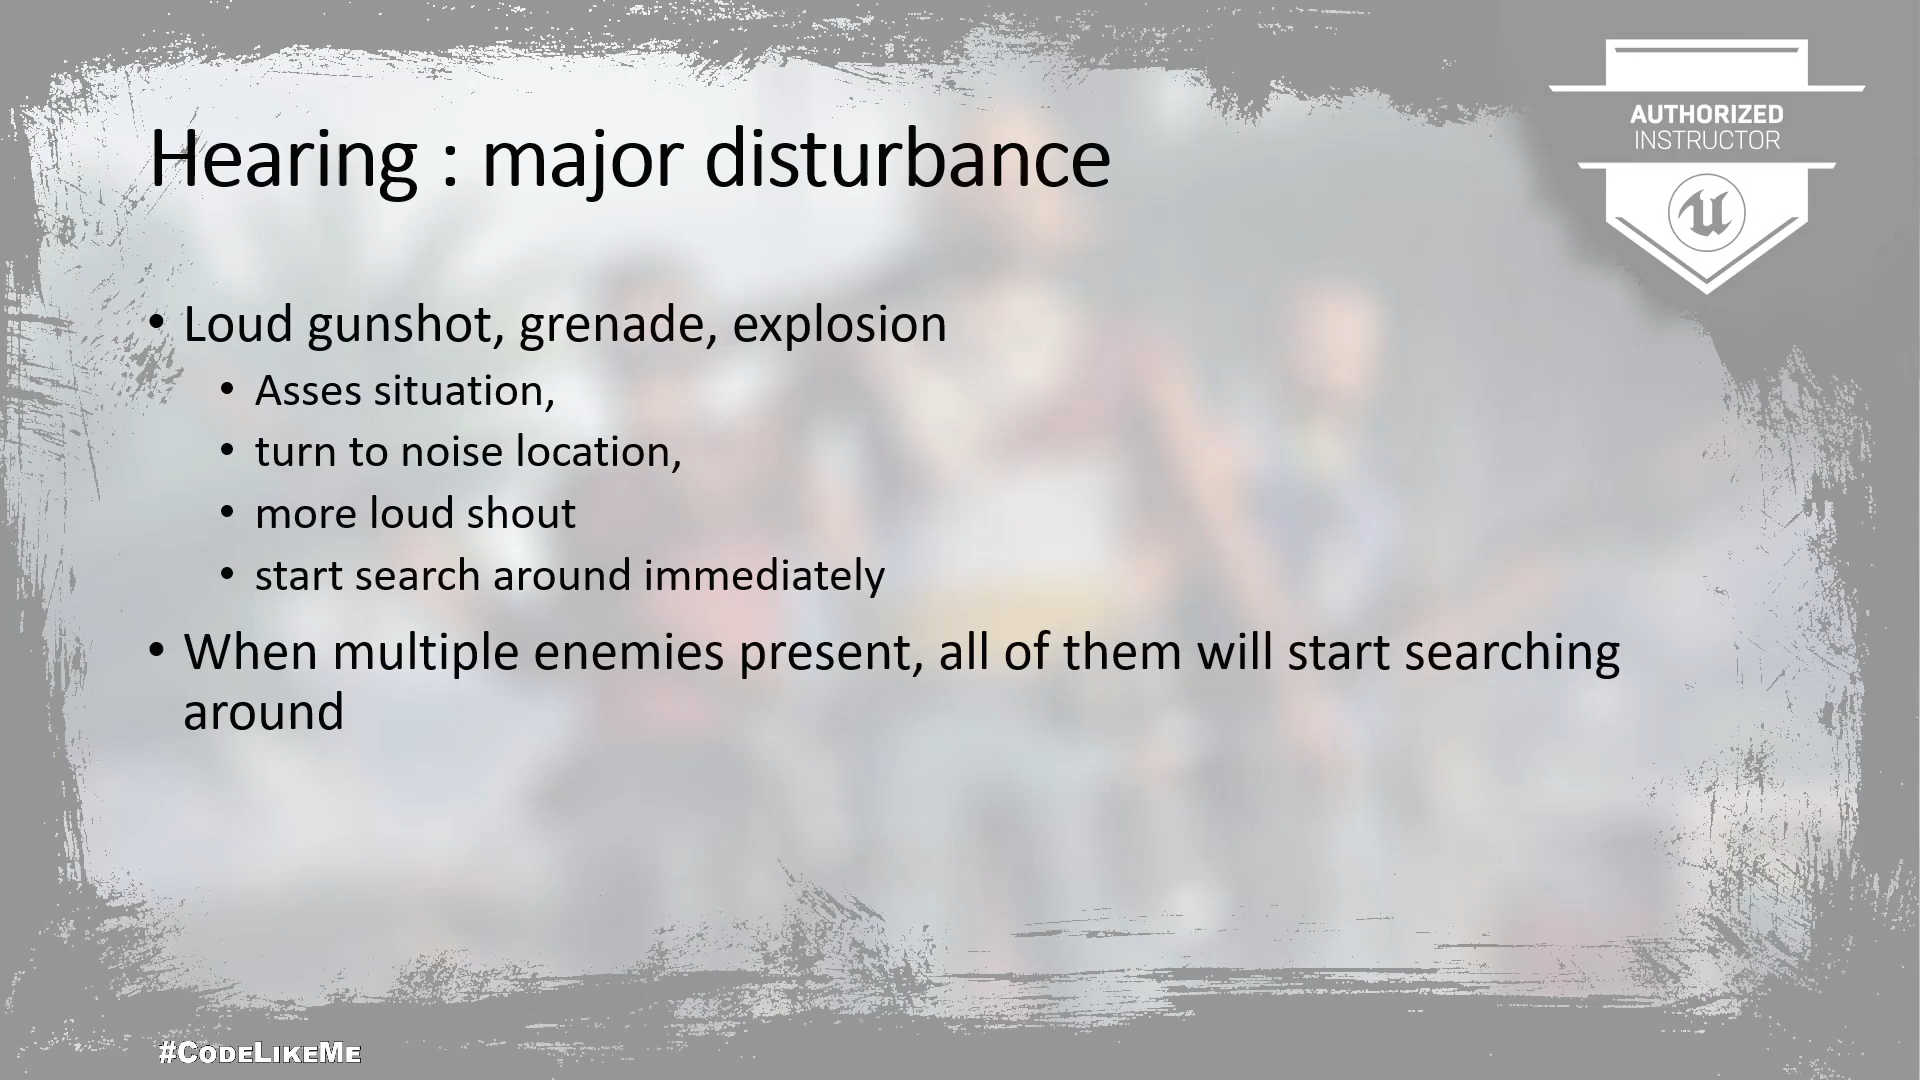 AUTHORIZED
INSTRUCTOR
Hearing : major disturbance
• Loud gunshot, grenade, explosion
• Asses situation,
• turn to noise location,
• more loud shout
• start search around immediately
• When multiple enemies present, all of them will start searching
around
#CodeLikeMe